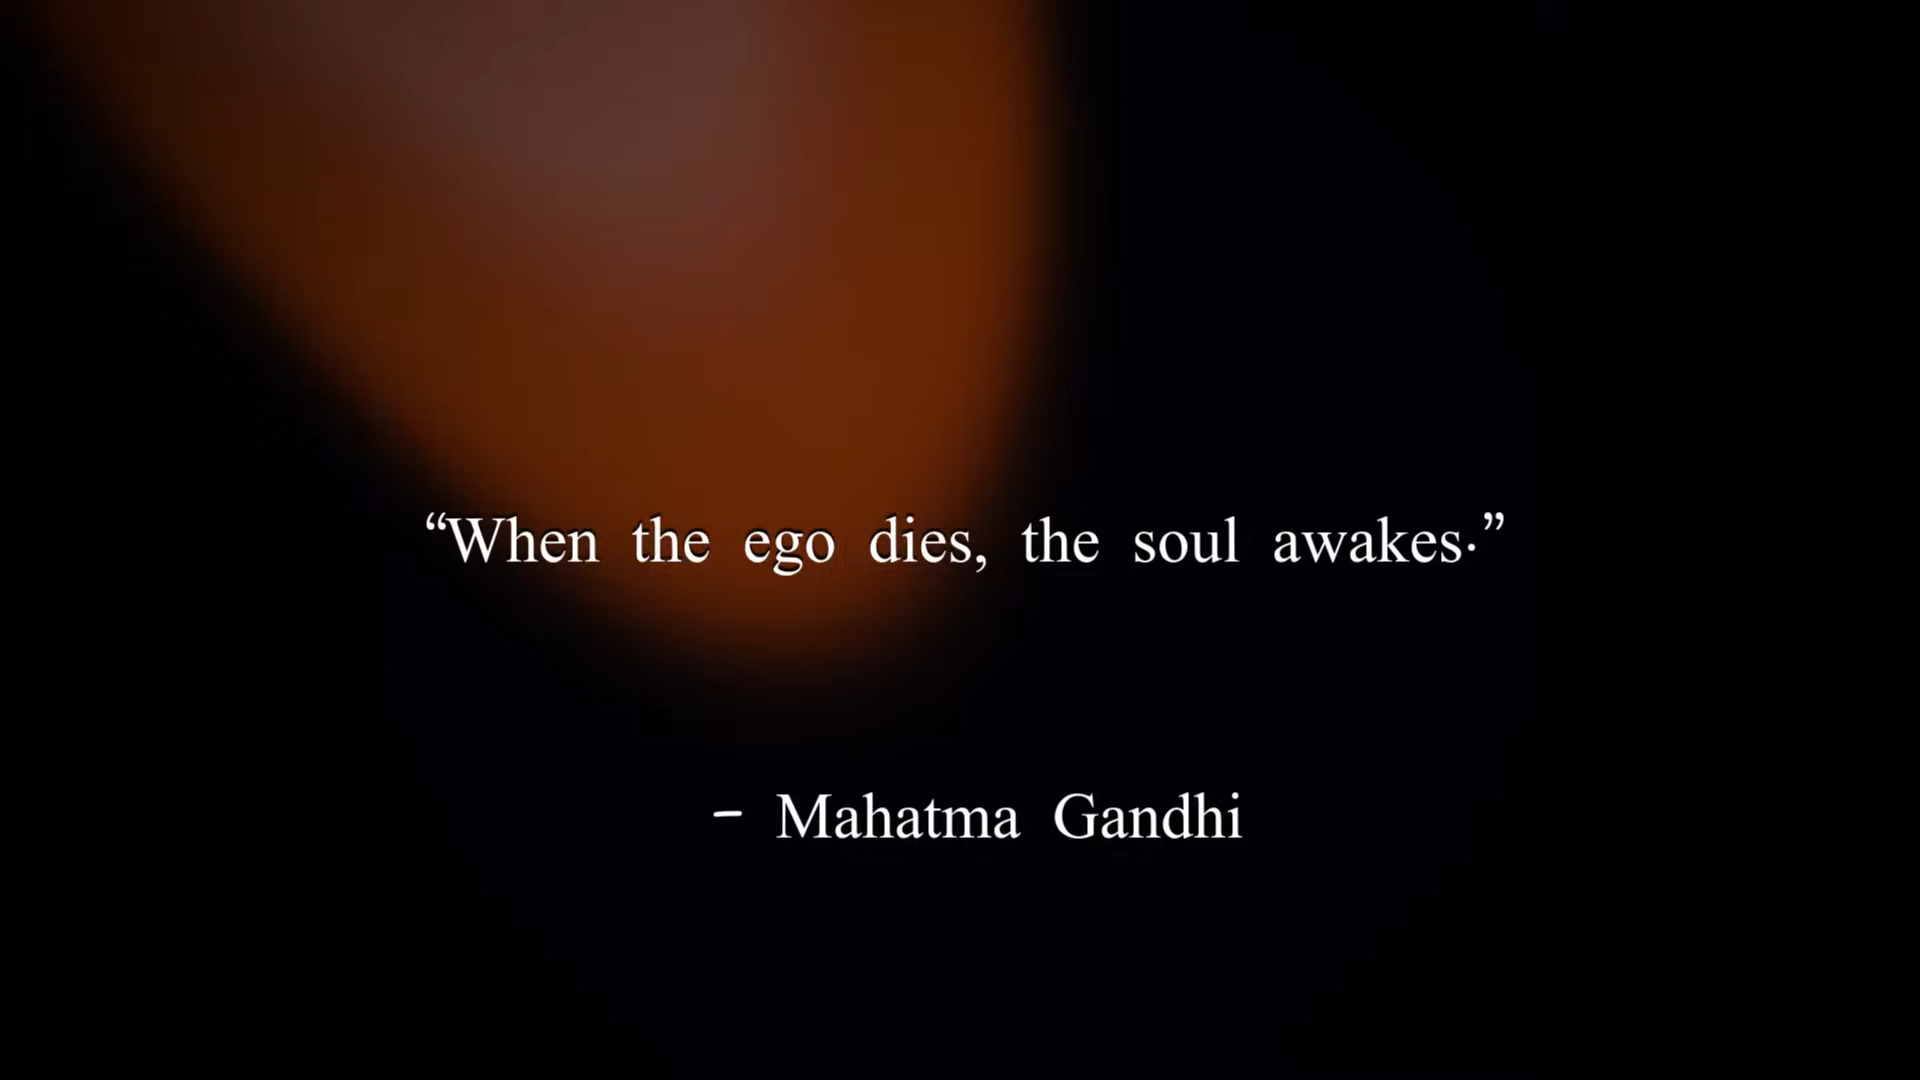 “When the ego dies, the soul awakes.”
– Mahatma Gandhi